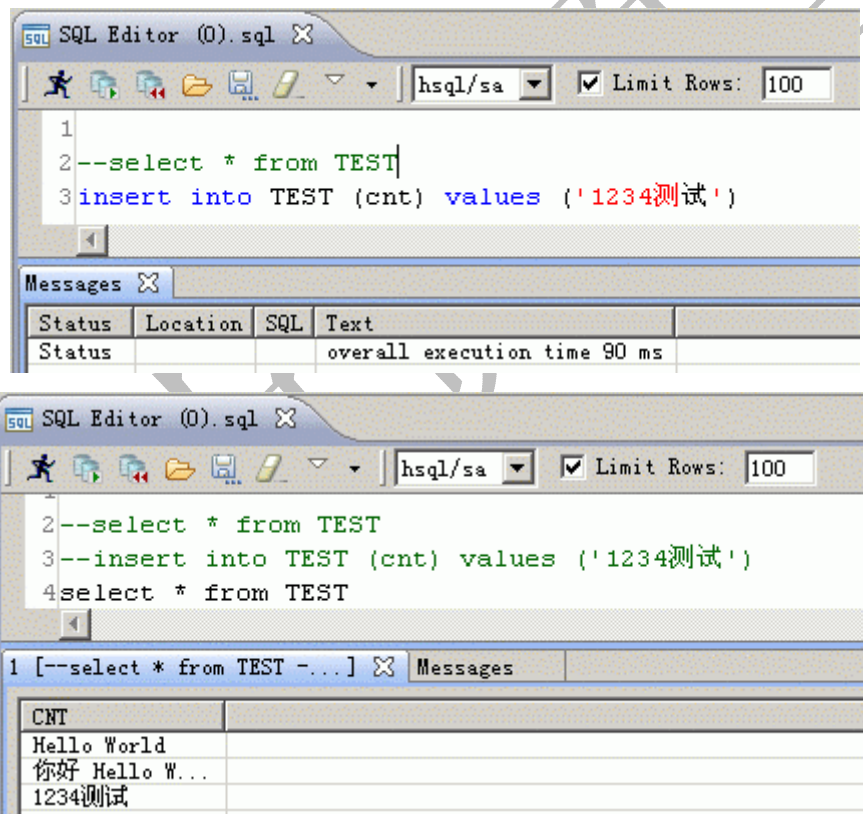 SQL Editor (0).sql
hsql/sa Limit Rows: 100
1
2 --select * from TEST
3 insert into TEST (cnt) values ('1234测试')
Messages
Status Location SQL Text
Status overall execution time 90 ms
SQL Editor (0).sql
hsql/sa Limit Rows: 100
2 --select * from TEST
3 --insert into TEST (cnt) values ('1234测试')
4 select * from TEST
1 [--select * from TEST -...] Messages
CNT
Hello World
你好 Hello W...
1234测试